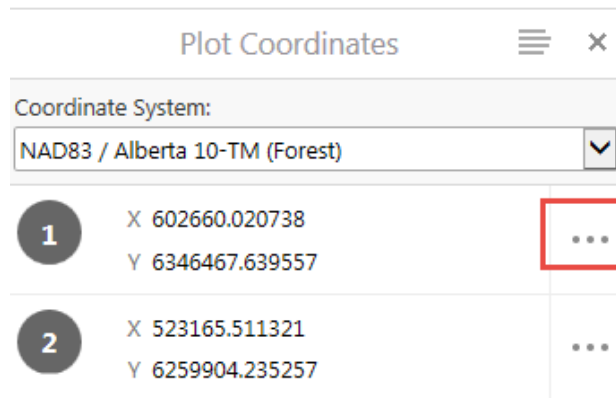 Plot Coordinates
Coordinate System:
NAD83 / Alberta 10-TM (Forest)
1
X 602660.020738
Y 6346467.639557
2
X 523165.511321
Y 6259904.235257